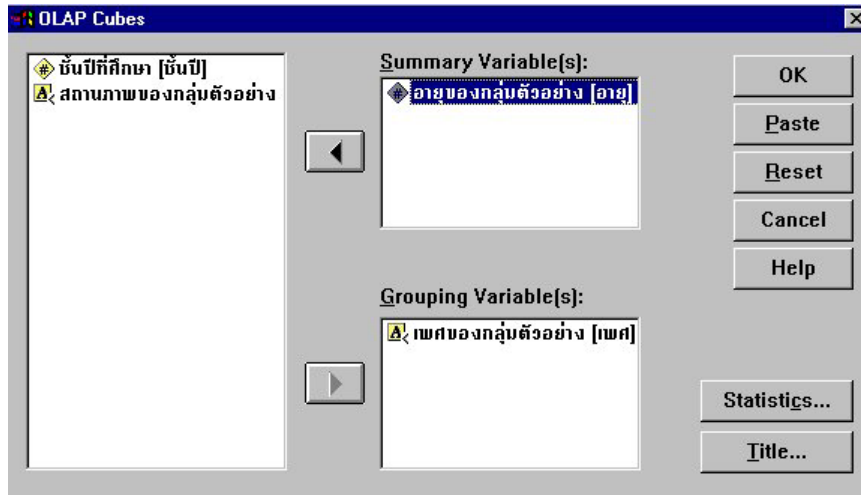 OLAP Cubes
ชั้นปีที่ศึกษา [ชั้นปี]
สถานภาพของกลุ่มตัวอย่าง
Summary Variable(s):
อายุของกลุ่มตัวอย่าง [อายุ]
Grouping Variable(s):
เพศของกลุ่มตัวอย่าง [เพศ]
OK
Paste
Reset
Cancel
Help
Statistics...
Title...